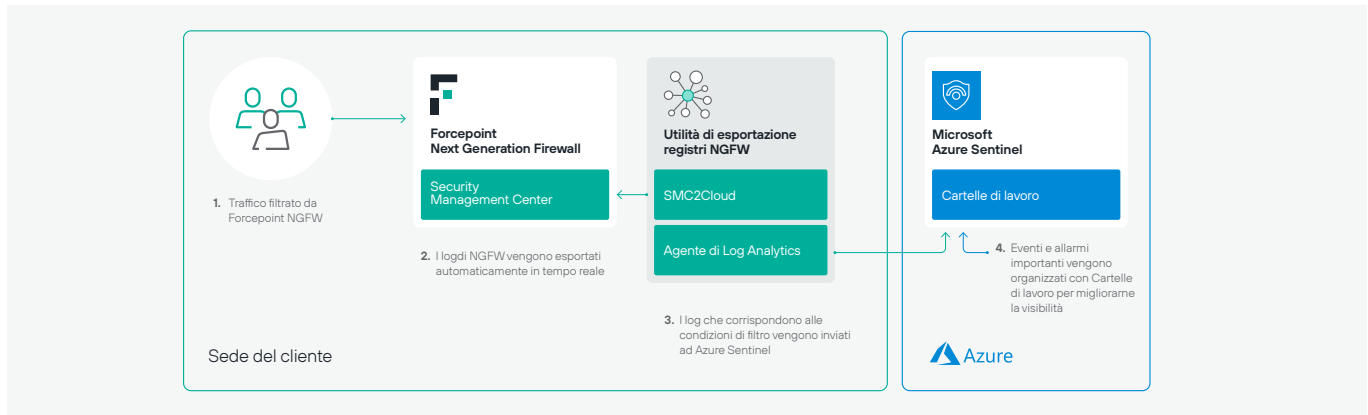 Forcepoint
Next Generation Firewall
Security
Management Center
Utilità di esportazione
registri NGFW
SMC2Cloud
Agente di Log Analytics
Microsoft
Azure Sentinel
Cartelle di lavoro
1. Traffico filtrato da
Forcepoint NGFW
2. I logdi NGFW vengono esportati
automaticamente in tempo reale
3. I log che corrispondono alle
condizioni di filtro vengono inviati
ad Azure Sentinel
4. Eventi e allarmi
importanti vengono
organizzati con Cartelle
di lavoro per migliorarne
la visibilità
Sede del cliente
Azure